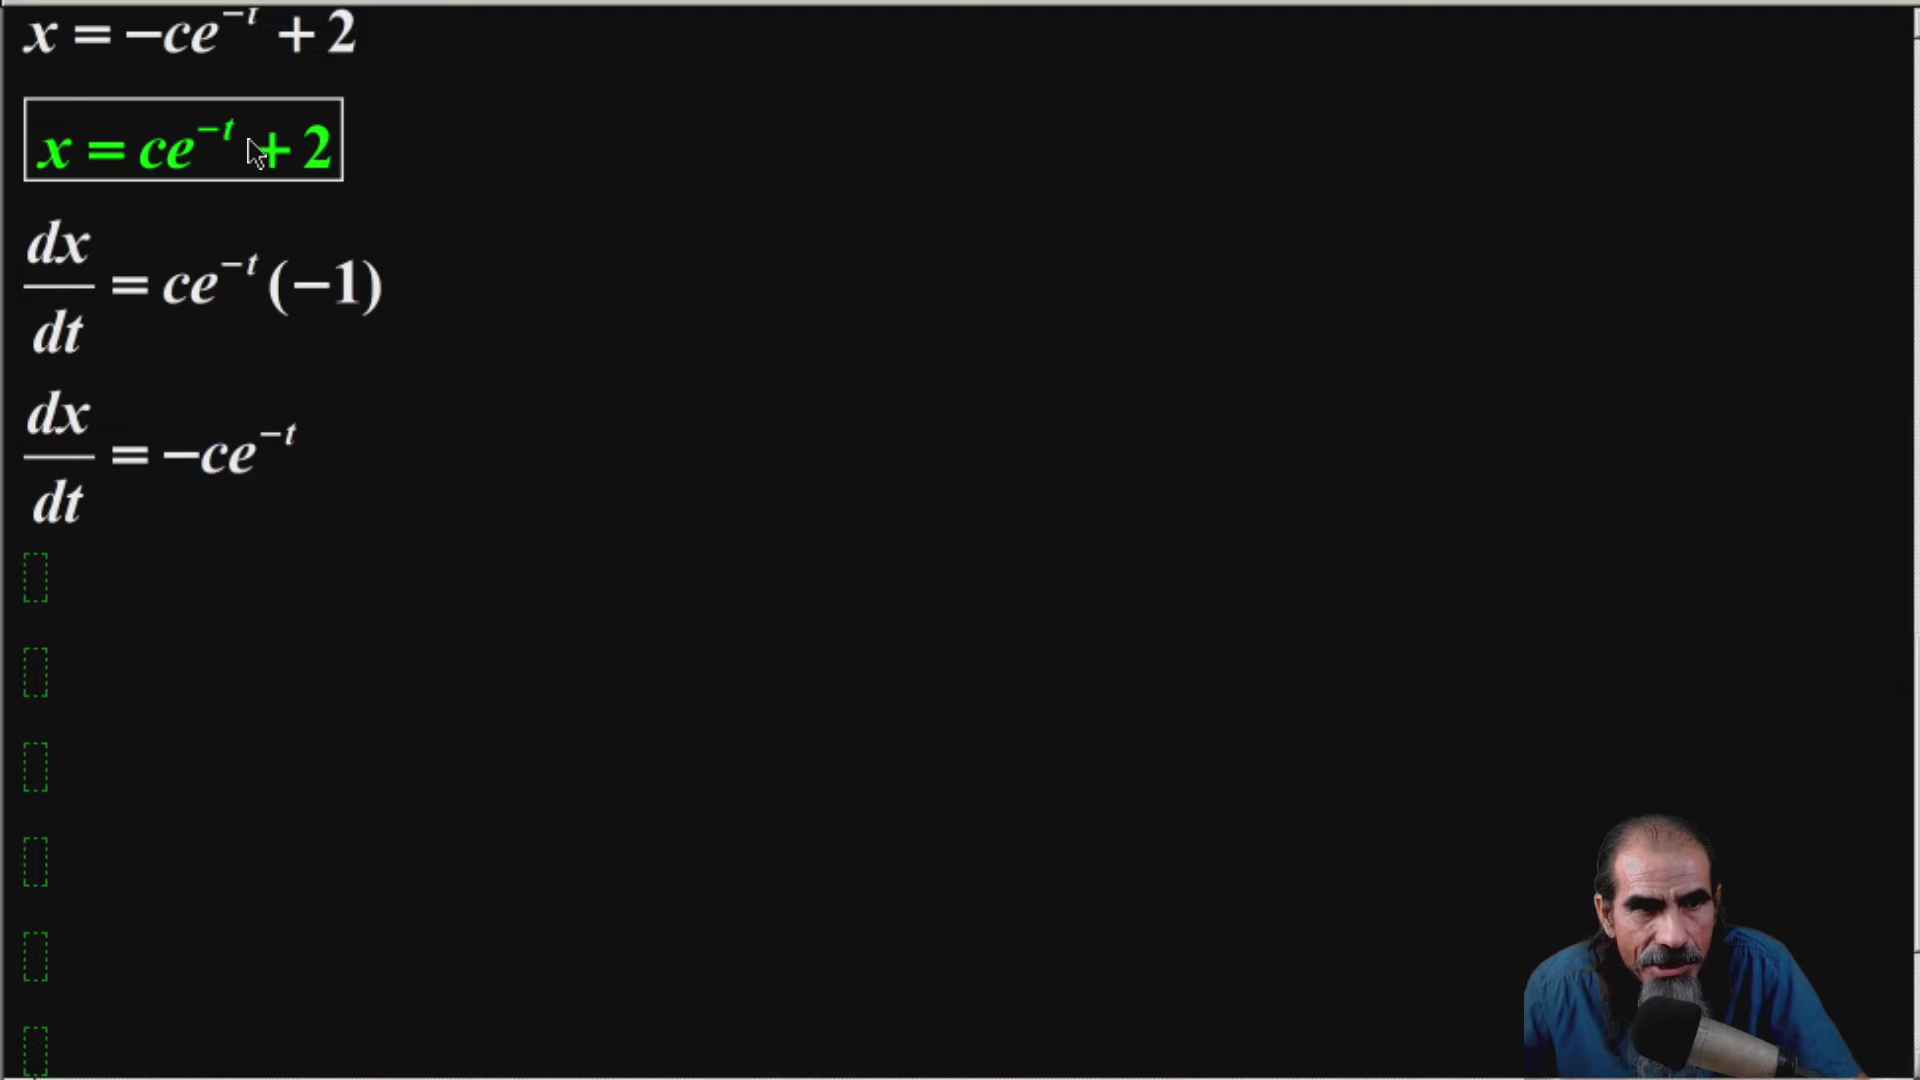 x = −ce^{−t} + 2
x = ce^{−t} + 2
dx/dt = ce^{−t} (−1)
dx/dt = −ce^{−t}